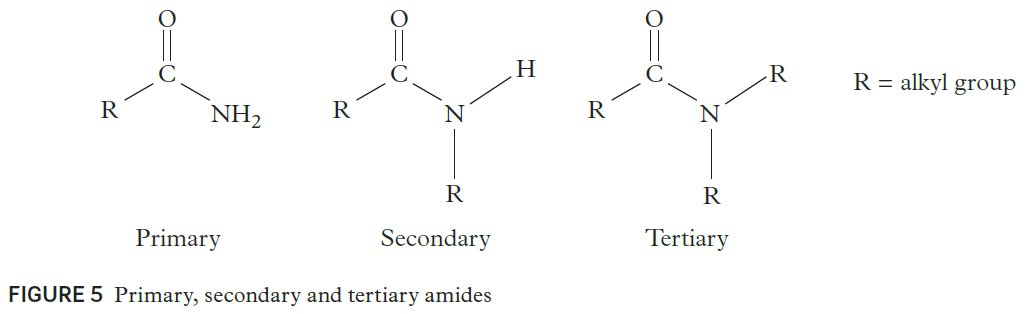 O
C
R
NH₂
Primary
O
C
R
N
H
R
Secondary
O
C
R
N
R
R
Tertiary
R = alkyl group
FIGURE 5 Primary, secondary and tertiary amides